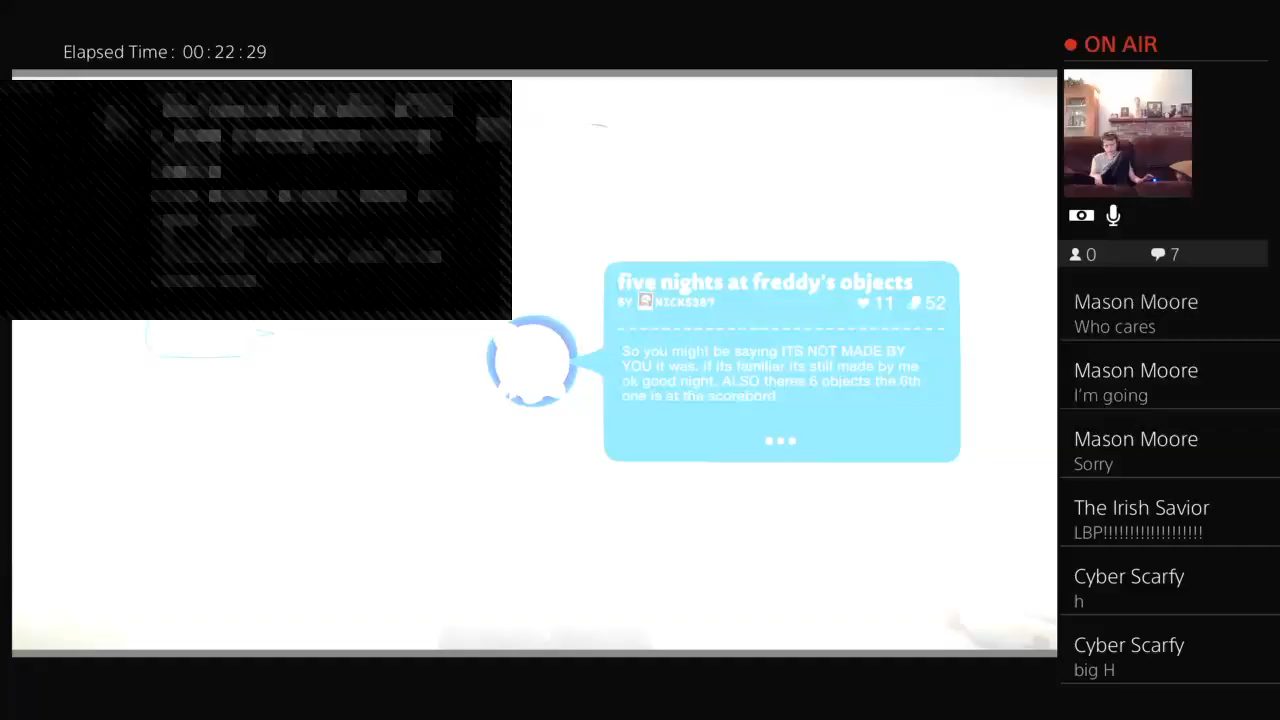 Elapsed Time: 00:22:29
ON AIR
five nights at freddy's objects
BY NICKS387
11 52
So you might be saying ITS NOT MADE BY
YOU it was. if its familiar its still made by me
ok good night. ALSO theres 6 objects the 6th
one is at the scorebord
0 7
Mason Moore
Who cares
Mason Moore
I'm going
Mason Moore
Sorry
The Irish Savior
LBP!!!!!!!!!!!!!!!!!!!
Cyber Scarfy
h
Cyber Scarfy
big H